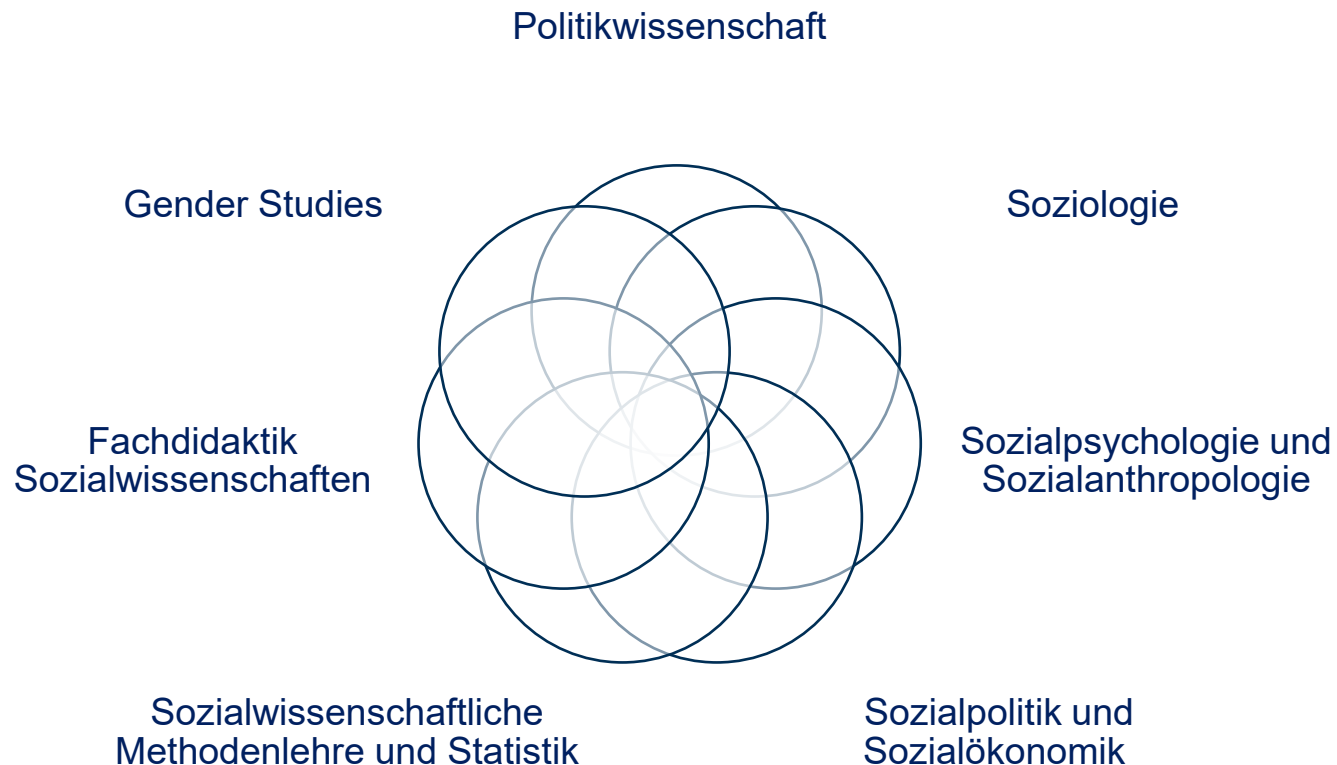 Politikwissenschaft
Gender Studies
Soziologie
Fachdidaktik
Sozialwissenschaften
Sozialpsychologie und
Sozialanthropologie
Sozialwissenschaftliche
Methodenlehre und Statistik
Sozialpolitik und
Sozialökonomik